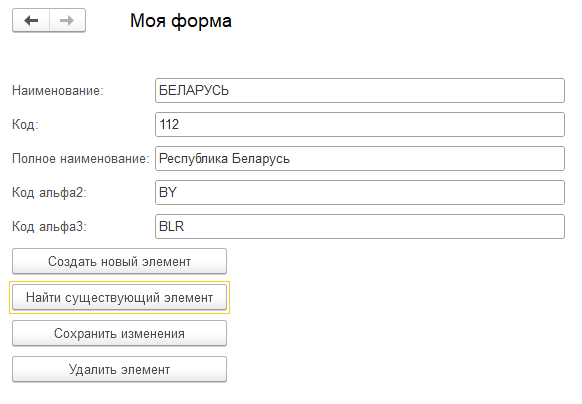 Моя форма
Наименование: БЕЛАРУСЬ
Код: 112
Полное наименование: Республика Беларусь
Код альфа2: BY
Код альфа3: BLR
Создать новый элемент
Найти существующий элемент
Сохранить изменения
Удалить элемент